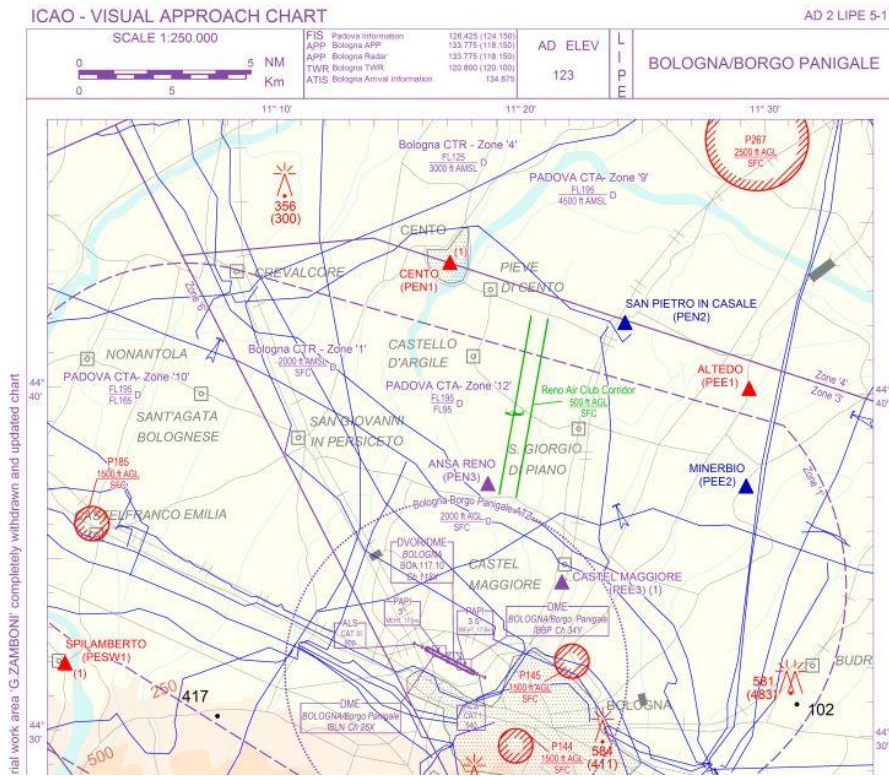 ICAO - VISUAL APPROACH CHART
AD 2 LIPE 5-1
SCALE 1:250.000
0 5 NM
0 5 Km
FIS Padova Information 126.425 (124.150)
APP Bologna APP 133.775 (118.150)
APP Bologna Radar 133.775 (118.150)
TWR Bologna TWR 120.800 (120.100)
ATIS Bologna Arrival Information 134.875
AD ELEV
123
LIPE
BOLOGNA/BORGO PANIGALE
11° 10'
11° 20'
11° 30'
P267
2500 ft AGL
SFC
Bologna CTR - Zone '4'
FL125
3000 ft AMSL
D
PADOVA CTA- Zone '9'
FL195
4500 ft AMSL
D
356
(300)
CENTO
(1)
CENTO
(PEN1)
CREVALCORE
PIEVE
DI CENTO
Zone '6'
SAN PIETRO IN CASALE
(PEN2)
NONANTOLA
Bologna CTR - Zone '1'
2000 ft AMSL
SFC
D
CASTELLO
D'ARGILE
PADOVA CTA- Zone '10'
FL195
FL165
D
PADOVA CTA- Zone '12'
FL195
FL95
D
Reno Air Club Corridor
500 ft AGL
SFC
ALTEDO
(PEE1)
Zone '4'
Zone '3'
44°
40'
44°
40'
SANT'AGATA
BOLOGNESE
SAN GIOVANNI
IN PERSICETO
S. GIORGIO
DI PIANO
P185
1500 ft AGL
SFC
ANSA RENO
(PEN3)
MINERBIO
(PEE2)
Zone '1'
CASTELFRANCO EMILIA
Bologna-Borgo Panigale ATZ
2000 ft AGL
SFC
D
DVOR/DME
BOLOGNA
BOA 117.10
Ch 118X
CASTEL
MAGGIORE
CASTEL MAGGIORE
(PEE3) (1)
PAPI
3°
PAPI
3.5
ALS
CAT III
900
DME
BOLOGNA/Borgo Panigale
IBBP Ch 34Y
SPILAMBERTO
(PESW1)
(1)
P145
1500 ft AGL
SFC
581
(483)
BUDR
102
250
417
DME
BOLOGNA/Borgo Panigale
IBLN Ch 25X
ALS
CAT I
BOLOGNA
44°
30'
44°
30'
500
P144
1500 ft AGL
SFC
584
(411)
rial work area 'G.ZAMBONI' completely withdrawn and updated chart